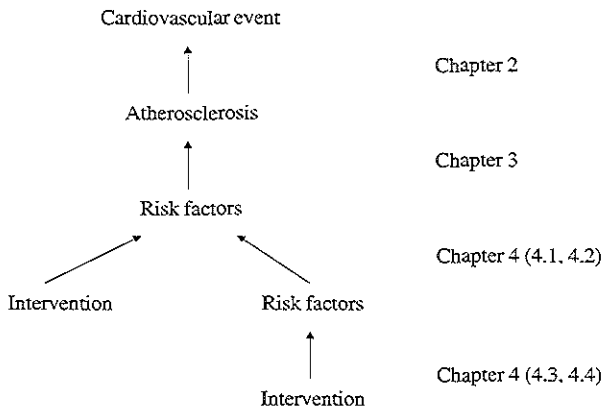 Cardiovascular event
Chapter 2
Atherosclerosis
Chapter 3
Risk factors
Chapter 4 (4.1, 4.2)
Intervention
Risk factors
Chapter 4 (4.3, 4.4)
Intervention